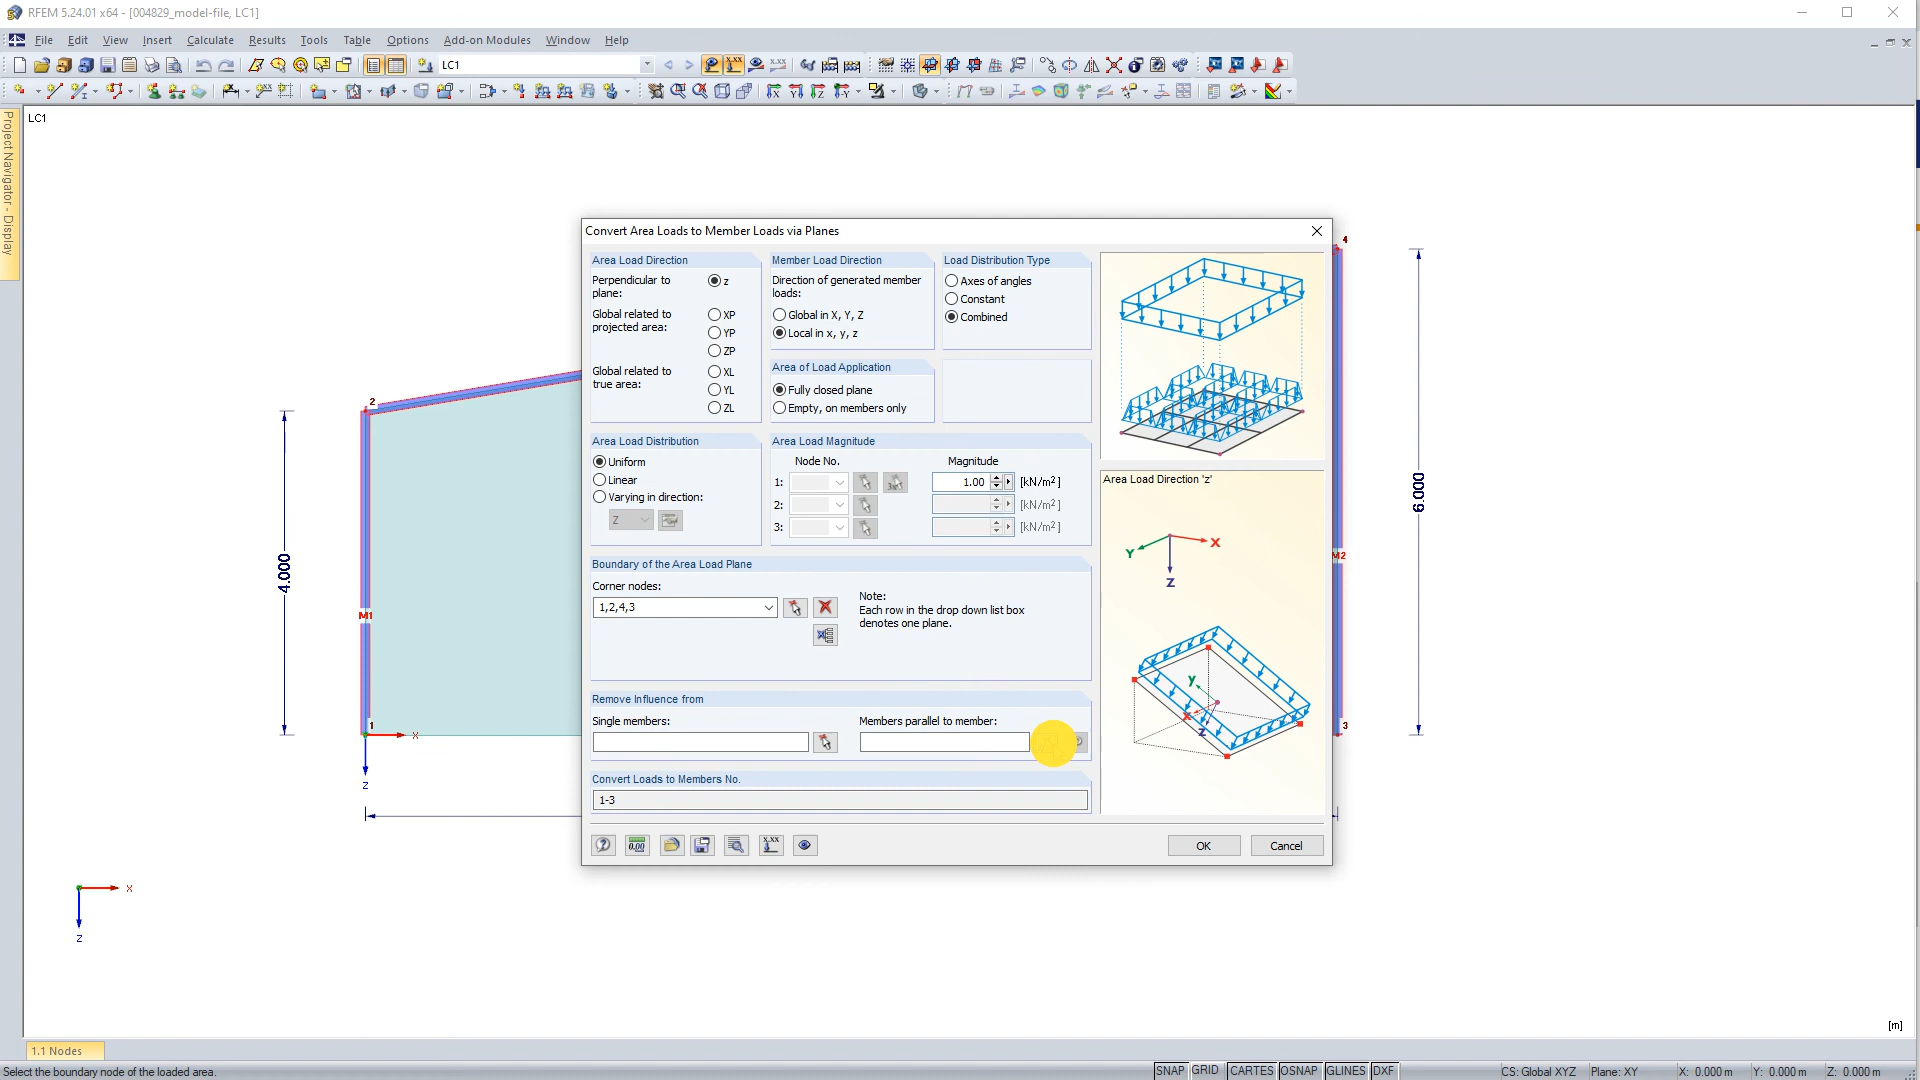 RFEM 5.24.01 x64 - [004829_model-file, LC1]
File Edit View Insert Calculate Results Tools Table Options Add-on Modules Window Help
LC1
Project Navigator - Display
LC1
Convert Area Loads to Member Loads via Planes
Area Load Direction
Perpendicular to plane:
z
Global related to projected area:
XP
YP
ZP
Global related to true area:
XL
YL
ZL
Member Load Direction
Direction of generated member loads:
Global in X, Y, Z
Local in x, y, z
Load Distribution Type
Axes of angles
Constant
Combined
Area of Load Application
Fully closed plane
Empty, on members only
Area Load Distribution
Uniform
Linear
Varying in direction:
Z
Area Load Magnitude
Node No. Magnitude
1: 1.00 [kN/m2]
2: [kN/m2]
3: [kN/m2]
Boundary of the Area Load Plane
Corner nodes:
1,2,4,3
Note:
Each row in the drop down list box
denotes one plane.
Remove Influence from
Single members:
Members parallel to member:
Convert Loads to Members No.
1-3
OK Cancel
Area Load Direction 'z'
X
Y
Z
y
x
z
4
2
4.000
6.000
M1
M2
1
3
X
Z
X
Z
[m]
1.1 Nodes
Select the boundary node of the loaded area.
SNAP GRID CARTES OSNAP GLINES DXF CS: Global XYZ Plane: XY X: 0.000 m Y: 0.000 m Z: 0.000 m